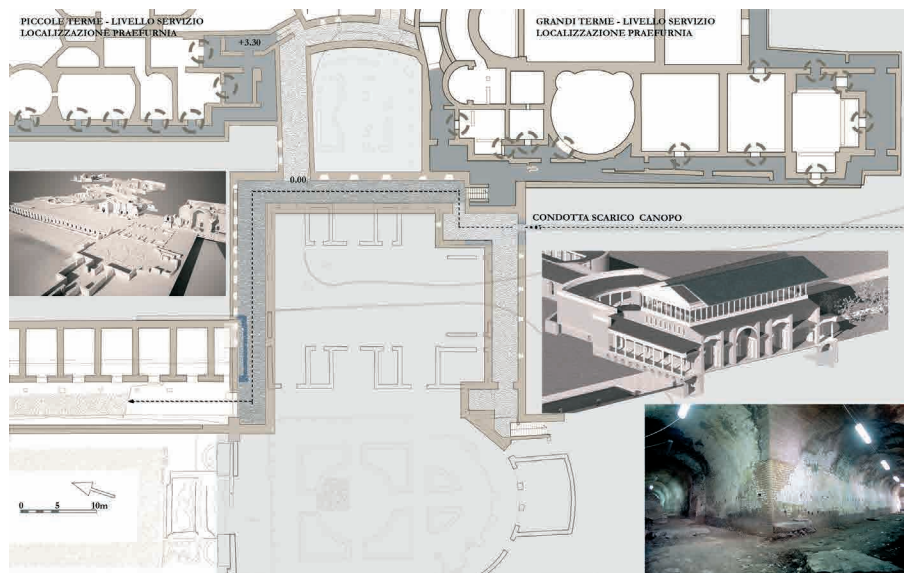 PICCOLE TERME - LIVELLO SERVIZIO
LOCALIZZAZIONE PRAEFURNIA
+3.30
GRANDI TERME - LIVELLO SERVIZIO
LOCALIZZAZIONE PRAEFURNIA
0.00
CONDOTTA SCARICO CANOPO
0 5 10m